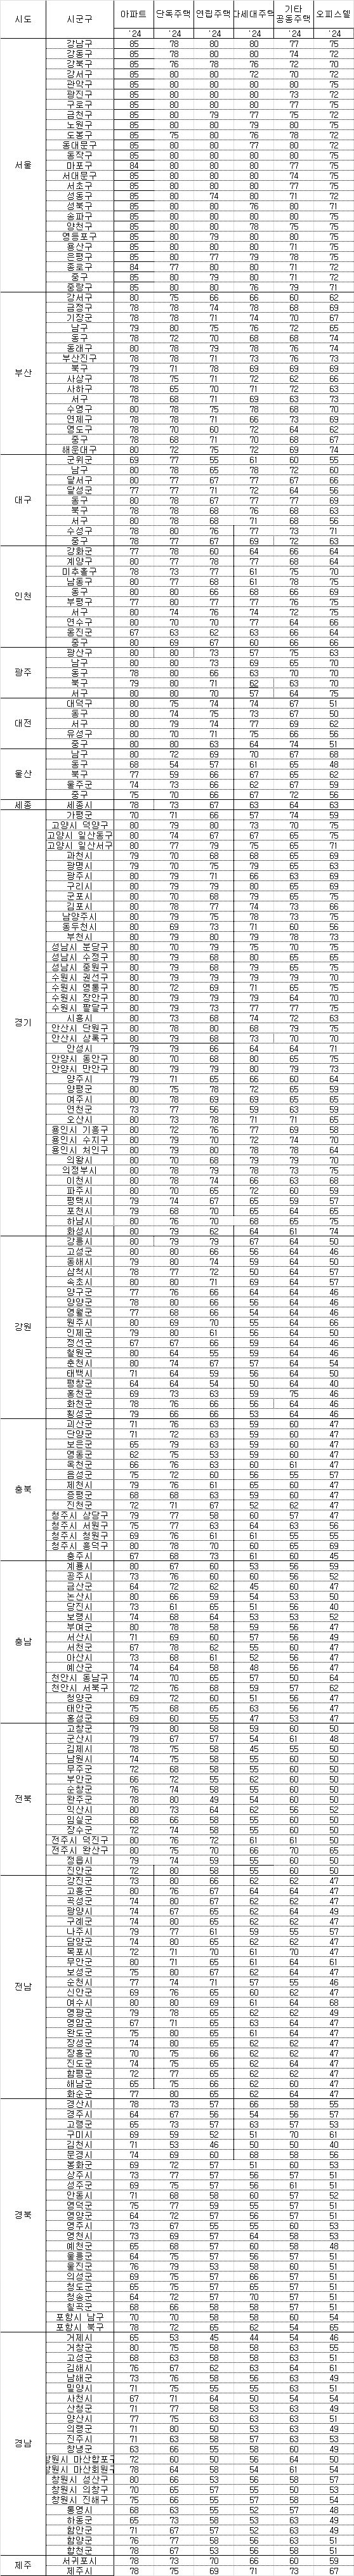 시도 시군구 아파트 단독주택 연립주택 다세대주택 기타공동주택 오피스텔
'24 '24 '24 '24 '24 '24
서울
강남구 85 78 80 80 77 75
강동구 85 78 80 80 74 72
강북구 85 76 78 76 72 70
강서구 85 80 80 72 70 72
관악구 85 80 80 80 80 75
광진구 85 80 80 80 73 72
구로구 85 80 80 80 77 75
금천구 85 80 79 77 75 72
노원구 85 80 80 79 80 75
도봉구 85 75 80 76 78 72
동대문구 85 80 80 77 80 72
동작구 85 80 80 80 80 75
마포구 84 80 80 80 77 75
서대문구 85 80 80 80 74 75
서초구 85 80 80 80 77 75
성동구 85 80 74 80 71 72
성북구 85 80 80 76 80 71
송파구 85 80 80 80 80 75
양천구 85 80 80 78 75 75
영등포구 85 80 79 80 80 75
용산구 85 80 80 80 71 75
은평구 85 80 77 79 78 75
종로구 84 77 80 80 71 72
중구 85 80 79 80 71 72
중랑구 85 80 80 76 79 71
부산
강서구 80 75 66 66 60 62
금정구 78 78 74 78 68 69
기장군 78 78 71 74 70 67
남구 79 80 75 76 72 65
동구 78 72 70 68 68 74
동래구 80 78 79 78 76 74
부산진구 78 78 71 73 76 73
북구 79 71 78 69 69 69
사상구 78 75 71 72 62 66
사하구 78 65 70 71 72 63
서구 78 68 71 69 63 73
수영구 80 78 75 78 68 70
연제구 78 78 71 66 73 69
영도구 78 70 60 72 64 62
중구 78 68 71 70 68 67
해운대구 80 72 75 72 69 74
대구
군위군 69 77 55 61 60 55
남구 80 78 65 78 72 60
달서구 80 77 67 77 67 66
달성군 77 77 71 72 64 56
동구 80 78 67 77 77 69
북구 78 78 68 76 68 63
서구 80 78 68 71 68 56
수성구 78 80 76 77 73 71
중구 78 77 67 69 72 63
인천
강화군 77 78 60 64 66 64
계양구 80 77 78 77 68 64
미추홀구 78 73 77 61 75 70
남동구 80 77 68 61 78 75
동구 80 80 66 68 66 69
부평구 77 80 77 77 76 75
서구 80 74 76 74 72 75
연수구 80 70 70 77 64 66
옹진군 67 63 62 63 66 64
중구 80 69 67 60 66 66
광주
광산구 80 80 73 57 75 63
남구 80 80 73 69 65 70
동구 78 80 66 63 70 70
북구 79 80 71 62 63 70
서구 80 80 70 57 64 75
대전
대덕구 80 75 74 74 67 51
동구 80 74 75 73 67 50
서구 80 79 74 77 69 62
유성구 80 70 71 75 66 56
중구 80 80 63 64 74 51
울산
남구 80 72 69 70 67 68
동구 68 54 57 61 65 48
북구 77 59 66 67 65 62
울주군 74 73 66 62 67 59
중구 75 70 66 67 72 56
세종
세종시 78 73 67 63 64 63
경기
가평군 70 71 66 57 74 59
고양시 덕양구 80 79 80 73 70 75
고양시 일산동구 80 74 67 67 65 75
고양시 일산서구 80 77 79 75 65 71
과천시 79 70 68 68 65 69
광명시 79 70 75 79 65 63
광주시 80 79 71 66 63 69
구리시 80 79 79 80 65 69
군포시 80 70 68 79 65 75
김포시 80 78 77 74 73 66
남양주시 80 79 75 78 73 75
동두천시 80 69 73 71 60 56
부천시 80 79 80 79 78 73
성남시 분당구 80 70 79 75 70 75
성남시 수정구 80 79 68 80 65 65
성남시 중원구 80 79 68 79 65 75
수원시 권선구 80 79 79 79 79 70
수원시 영통구 80 72 69 71 65 75
수원시 장안구 80 79 79 79 64 70
수원시 팔달구 80 79 73 77 77 75
시흥시 80 73 68 74 72 63
안산시 단원구 80 78 80 68 79 75
안산시 상록구 80 79 68 73 70 70
안성시 79 79 66 64 64 71
안양시 동안구 80 70 68 80 65 75
안양시 만안구 80 79 79 80 79 73
양주시 79 71 65 66 60 64
양평군 80 75 78 72 65 59
여주시 80 78 69 69 65 65
연천군 73 77 56 59 63 59
오산시 80 73 78 71 71 65
용인시 기흥구 80 72 76 77 69 58
용인시 수지구 80 79 70 72 74 70
용인시 처인구 80 79 80 78 78 64
의왕시 80 70 68 79 79 70
의정부시 80 78 79 78 73 75
이천시 80 78 74 66 63 68
파주시 80 70 65 72 60 59
평택시 79 74 67 65 59 57
포천시 79 68 70 65 64 65
하남시 80 76 70 68 65 75
화성시 80 79 62 64 61 74
강원
강릉시 80 79 79 67 64 50
고성군 80 80 66 56 64 46
동해시 79 80 74 59 64 50
삼척시 78 77 72 50 64 57
속초시 80 80 71 69 64 57
양구군 77 76 66 64 64 46
양양군 78 80 66 56 64 46
영월군 77 68 66 54 64 46
원주시 80 69 70 55 64 66
인제군 79 80 61 56 64 50
정선군 67 67 66 59 64 46
철원군 80 64 55 59 64 46
춘천시 80 74 67 57 64 54
태백시 71 64 59 56 64 50
평창군 64 64 54 50 64 40
홍천군 69 73 63 59 75 46
화천군 78 76 66 56 64 46
횡성군 79 66 66 53 64 46
충북
괴산군 71 76 63 59 60 47
단양군 71 72 63 59 60 47
보은군 65 79 63 59 60 47
영동군 62 75 53 59 60 47
옥천군 66 76 63 60 61 47
음성군 75 72 60 56 55 57
제천시 79 76 61 65 60 47
증평군 68 68 63 59 60 47
진천군 72 71 67 52 62 47
청주시 상당구 79 77 58 60 57 47
청주시 서원구 75 77 63 64 63 56
청주시 청원구 69 76 61 61 55 55
청주시 흥덕구 80 78 70 60 65 69
충주시 67 68 73 61 60 45
충남
계룡시 80 67 60 53 56 59
공주시 73 76 60 60 56 52
금산군 64 72 62 45 60 47
논산시 80 66 59 54 53 50
당진시 73 61 65 51 56 40
보령시 74 68 64 53 53 52
부여군 80 78 58 59 56 47
서산시 71 69 60 57 56 49
서천군 67 78 62 55 60 47
아산시 73 68 61 52 56 47
예산군 74 64 58 48 56 47
천안시 동남구 74 70 65 57 50 64
천안시 서북구 72 76 68 59 57 62
청양군 69 72 60 51 56 47
태안군 75 68 65 63 56 47
홍성군 69 60 55 47 53 47
전북
고창군 79 80 58 59 60 50
군산시 79 67 57 54 61 48
김제시 78 75 58 45 55 50
남원시 74 75 58 55 60 50
무주군 72 68 58 55 60 50
부안군 66 72 55 62 60 50
순창군 76 74 58 55 60 50
완주군 78 80 49 54 60 50
익산시 80 73 64 62 56 52
임실군 68 66 58 55 60 50
장수군 72 74 58 55 60 50
전주시 덕진구 80 76 72 61 61 50
전주시 완산구 80 75 70 66 70 65
정읍시 79 74 59 55 60 50
진안군 72 80 58 55 60 50
전남
강진군 73 80 66 62 62 47
고흥군 80 76 67 64 64 47
곡성군 74 80 67 62 62 47
광양시 74 67 65 62 64 49
구례군 74 80 65 62 62 47
나주시 79 77 61 59 55 57
담양군 74 80 65 62 62 47
목포시 72 71 70 61 70 47
무안군 80 71 65 61 64 61
보성군 75 80 67 62 64 47
순천시 77 74 71 57 55 46
신안군 69 76 65 60 62 47
여수시 80 80 69 61 64 68
영광군 79 78 65 62 62 49
영암군 67 71 65 63 64 47
완도군 75 80 65 61 64 47
장성군 74 80 65 62 62 47
장흥군 70 75 66 62 62 47
진도군 74 75 65 62 62 47
함평군 72 77 65 62 62 47
해남군 65 75 66 62 60 47
화순군 77 80 65 62 64 47
경북
경산시 78 73 57 66 58 55
경주시 64 67 56 54 56 57
고령군 65 73 57 63 57 53
구미시 69 59 52 51 70 61
김천시 71 53 46 50 50 40
문경시 74 69 60 68 58 56
봉화군 69 72 57 51 60 53
상주시 73 77 57 56 57 51
성주군 69 75 57 56 61 51
안동시 71 68 58 60 57 52
영덕군 75 77 59 55 57 51
영양군 64 72 57 56 57 51
영주시 73 67 55 55 60 53
영천시 73 69 57 64 58 53
예천군 65 68 57 60 58 48
울릉군 64 75 57 56 57 51
울진군 76 79 53 58 60 51
의성군 69 75 57 66 57 51
청도군 65 75 57 65 57 51
청송군 64 72 57 70 57 51
칠곡군 68 66 58 58 57 51
포항시 남구 70 70 58 58 60 54
포항시 북구 78 72 65 62 54 65
경남
거제시 65 53 45 44 54 46
거창군 80 75 58 58 63 55
고성군 68 63 58 58 63 51
김해시 76 67 62 63 64 61
남해군 73 76 58 56 63 49
밀양시 71 75 55 55 63 51
사천시 67 71 64 50 54 54
산청군 71 77 58 53 63 49
양산시 77 75 63 63 63 51
의령군 71 80 50 53 63 49
진주시 71 63 58 57 63 53
창녕군 63 66 55 58 60 49
창원시 마산합포구 72 60 50 56 64 50
창원시 마산회원구 78 64 58 54 61 54
창원시 성산구 80 66 53 56 58 57
창원시 의창구 70 65 57 55 50 53
창원시 진해구 75 66 55 57 58 54
통영시 68 63 55 52 57 48
하동군 65 73 58 53 63 49
함안군 71 67 57 52 63 49
함양군 76 77 58 56 63 51
합천군 78 67 53 56 58 51
제주
서귀포시 78 73 70 66 60 59
제주시 78 75 69 71 73 67